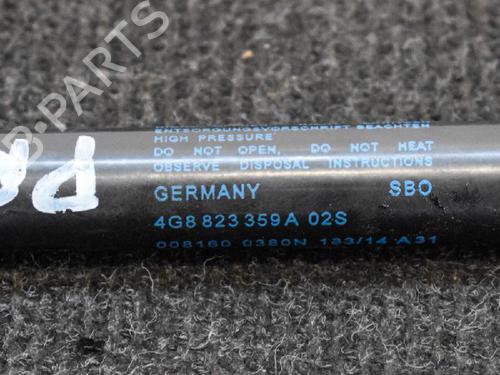 B-PARTS
ENTSORGUNGSVORSCHRIFT BEACHTEN
HIGH PRESSURE
DO NOT OPEN, DO NOT HEAT
OBSERVE DISPOSAL INSTRUCTIONS
GERMANY SBO
4G8 823 359A 02S
008160 0380N 183/14 A31